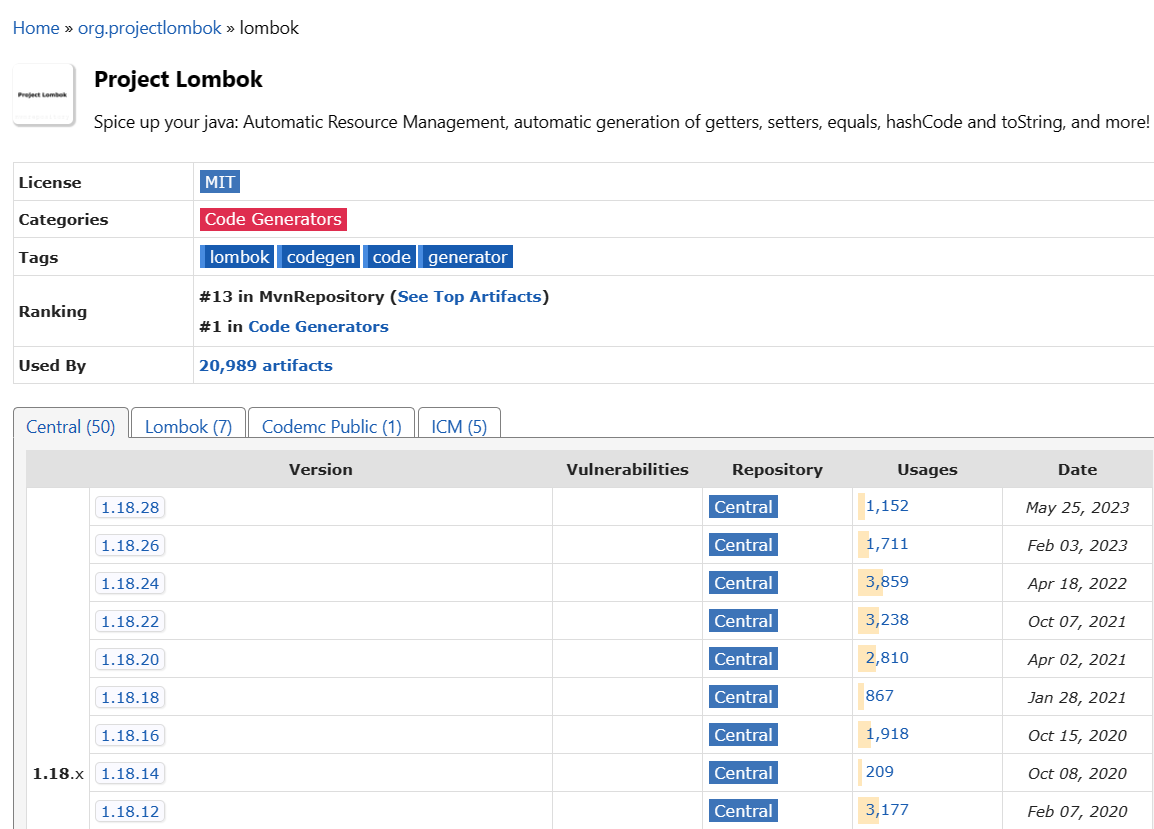 Home » org.projectlombok » lombok
Project Lombok
Project Lombok
Spice up your java: Automatic Resource Management, automatic generation of getters, setters, equals, hashCode and toString, and more!
License MIT
Categories Code Generators
Tags lombok codegen code generator
Ranking #13 in MvnRepository (See Top Artifacts)
#1 in Code Generators
Used By 20,989 artifacts
Central (50) Lombok (7) Codemc Public (1) ICM (5)
Version Vulnerabilities Repository Usages Date
1.18.28 Central 1,152 May 25, 2023
1.18.26 Central 1,711 Feb 03, 2023
1.18.24 Central 3,859 Apr 18, 2022
1.18.22 Central 3,238 Oct 07, 2021
1.18.20 Central 2,810 Apr 02, 2021
1.18.18 Central 867 Jan 28, 2021
1.18.16 Central 1,918 Oct 15, 2020
1.18.x 1.18.14 Central 209 Oct 08, 2020
1.18.12 Central 3,177 Feb 07, 2020